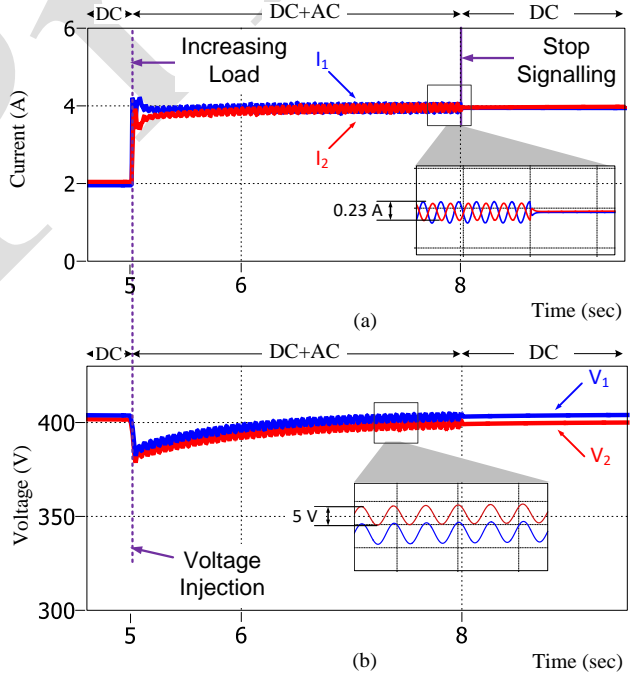 DC DC+AC DC
6
Increasing
Load
Stop
Signalling
I1
4
Current (A)
I2
2
0.23 A
0
5 8
Time (sec)
(a)
DC DC+AC DC
V1
400
V2
Voltage (V)
350
5 V
Voltage
Injection
300
5 6 8
(b)
Time (sec)